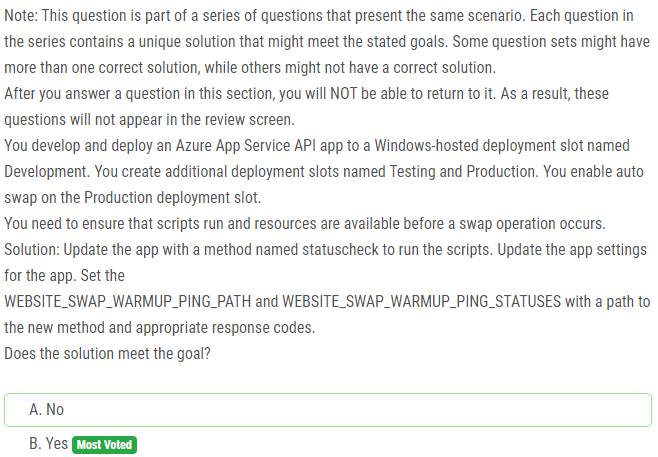 Note: This question is part of a series of questions that present the same scenario. Each question in
the series contains a unique solution that might meet the stated goals. Some question sets might have
more than one correct solution, while others might not have a correct solution.
After you answer a question in this section, you will NOT be able to return to it. As a result, these
questions will not appear in the review screen.
You develop and deploy an Azure App Service API app to a Windows-hosted deployment slot named
Development. You create additional deployment slots named Testing and Production. You enable auto
swap on the Production deployment slot.
You need to ensure that scripts run and resources are available before a swap operation occurs.
Solution: Update the app with a method named statuscheck to run the scripts. Update the app settings
for the app. Set the
WEBSITE_SWAP_WARMUP_PING_PATH and WEBSITE_SWAP_WARMUP_PING_STATUSES with a path to
the new method and appropriate response codes.
Does the solution meet the goal?
A. No
B. Yes Most Voted